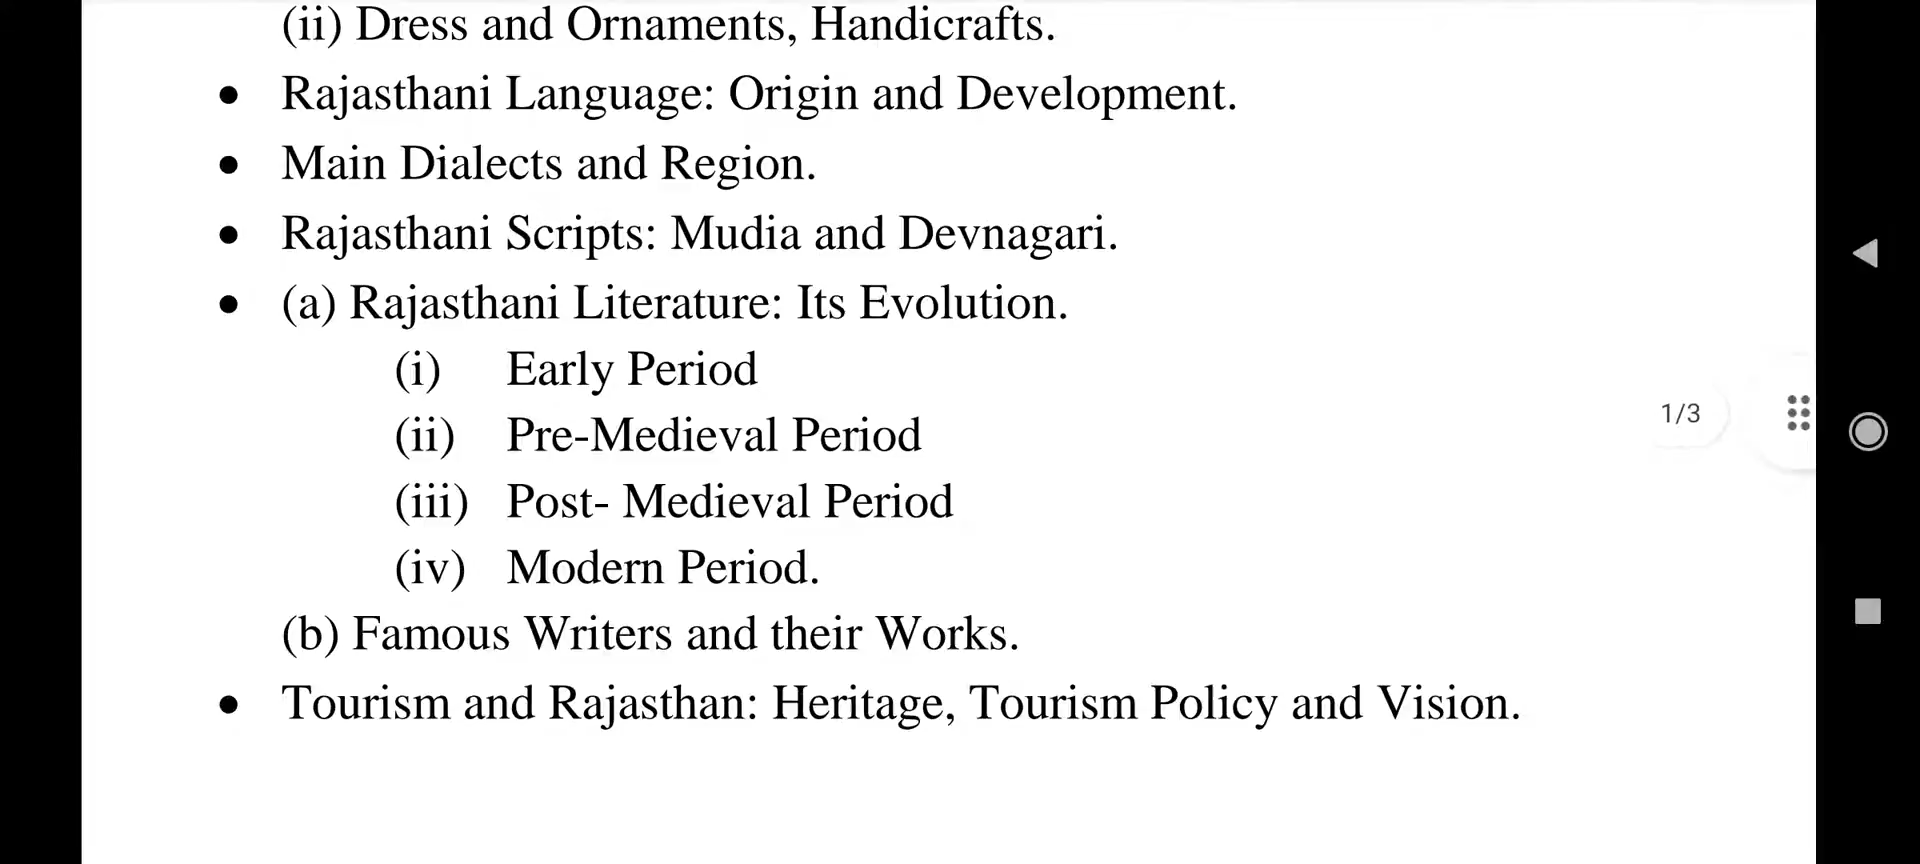 (ii) Dress and Ornaments, Handicrafts.
• Rajasthani Language: Origin and Development.
• Main Dialects and Region.
• Rajasthani Scripts: Mudia and Devnagari.
• (a) Rajasthani Literature: Its Evolution.
(i) Early Period
(ii) Pre-Medieval Period
(iii) Post- Medieval Period
(iv) Modern Period.
(b) Famous Writers and their Works.
• Tourism and Rajasthan: Heritage, Tourism Policy and Vision.
1/3